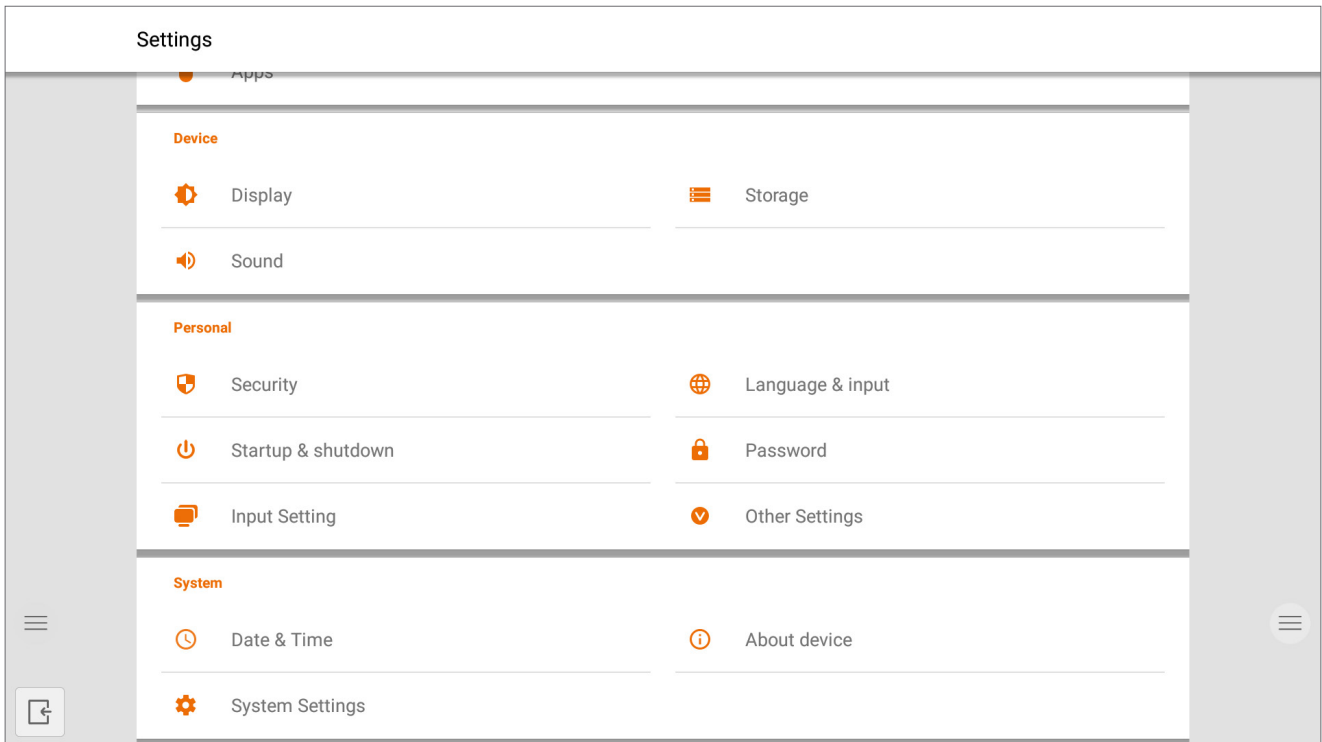 Settings
Apps
Device
Display
Storage
Sound
Personal
Security
Language & input
Startup & shutdown
Password
Input Setting
Other Settings
System
Date & Time
About device
System Settings